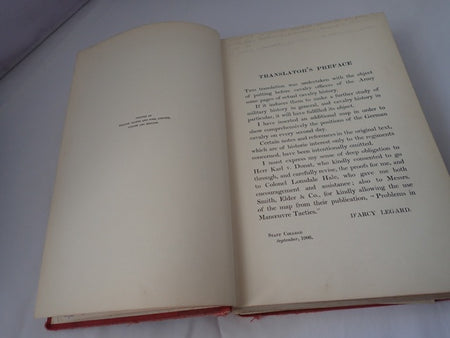 PRINTED BY
TRANSLATOR'S PREFACE
THIS translation was undertaken with the object
of putting before cavalry officers of the Army
some pages of actual cavalry history
If it induces them to make a further study of
military history in general, and cavalry history in
particular, it will have fulfilled its object.
I have inserted an additional map in order to
show comprehensively the positions of the German
cavalry on every second day.
Certain notes and references in the original text,
which are of historic interest only to the regiments
concerned, have been intentionally omitted.
I must express my sense of deep obligation to
Herr Karl v. Donat, who kindly consented to go
through, and carefully revise, the proofs for me, and
to Colonel Lonsdale Hale, who gave me both
encouragement and assistance; also to Messrs.
Smith, Elder & Co., for kindly allowing the use
of the map from their publication, "Problems in
Manœuvre Tactics."
D'ARCY LEGARD.
STAFF COLLEGE
September, 1906.